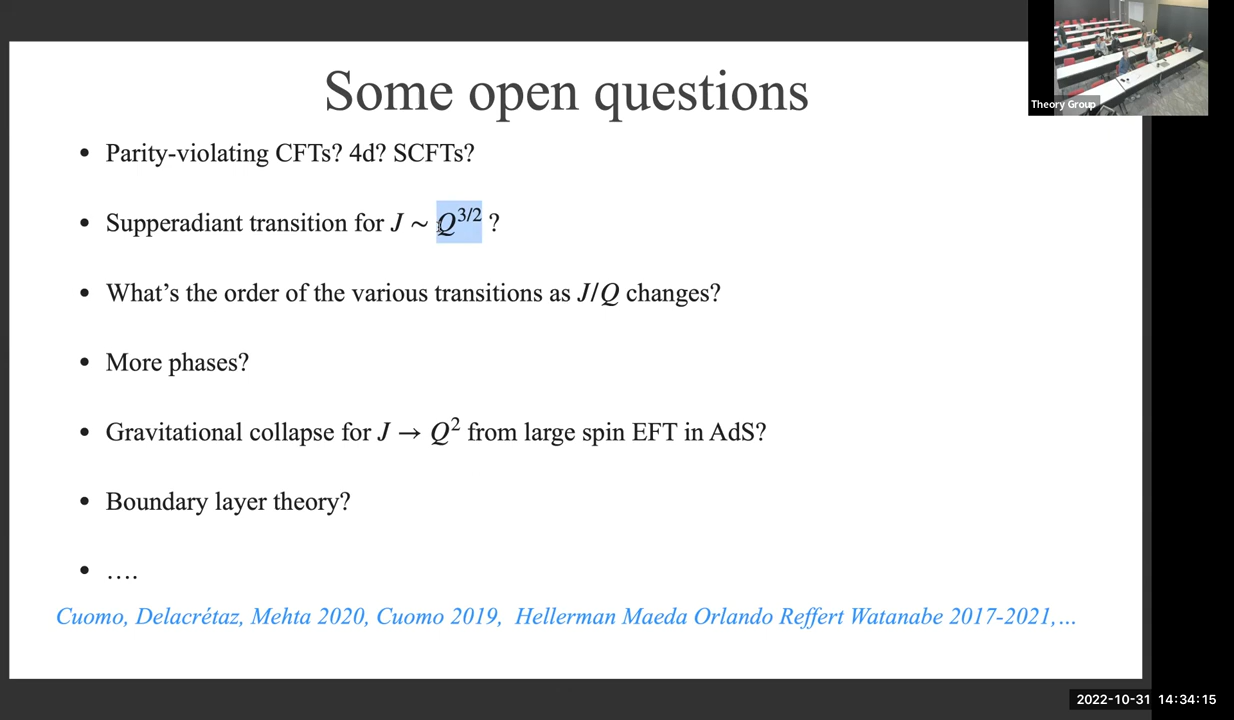 Some open questions
Theory Group
• Parity-violating CFTs? 4d? SCFTs?
• Supperadiant transition for J ~ Q^{3/2} ?
• What's the order of the various transitions as J/Q changes?
• More phases?
• Gravitational collapse for J → Q^2 from large spin EFT in AdS?
• Boundary layer theory?
• ....
Cuomo, Delacrétaz, Mehta 2020, Cuomo 2019, Hellerman Maeda Orlando Reffert Watanabe 2017-2021,...
2022-10-31 14:34:15